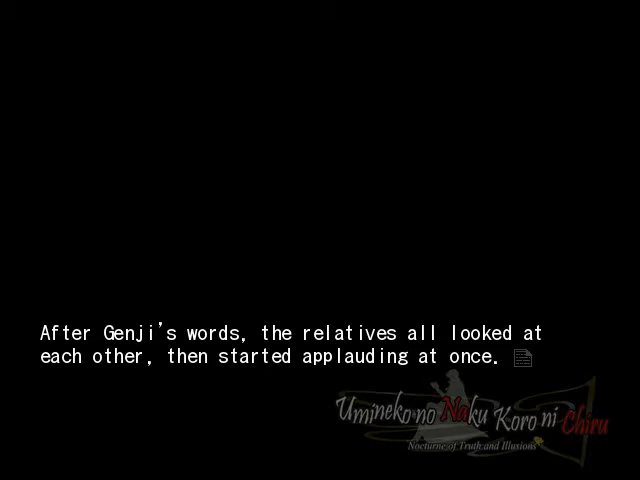 After Genji's words, the relatives all looked at
each other, then started applauding at once.
Umineko no Naku Koro ni Chiru
Nocturne of Truth and Illusions